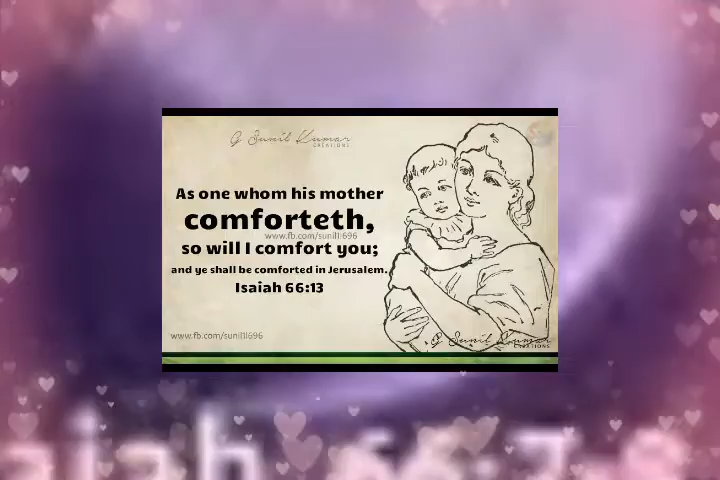 G Sunil Kumar
CREATIONS
As one whom his mother
comforteth,
www.fb.com/sunil1696
so will I comfort you;
and ye shall be comforted in Jerusalem.
Isaiah 66:13
www.fb.com/sunil1696
G Sunil Kumar
CREATIONS